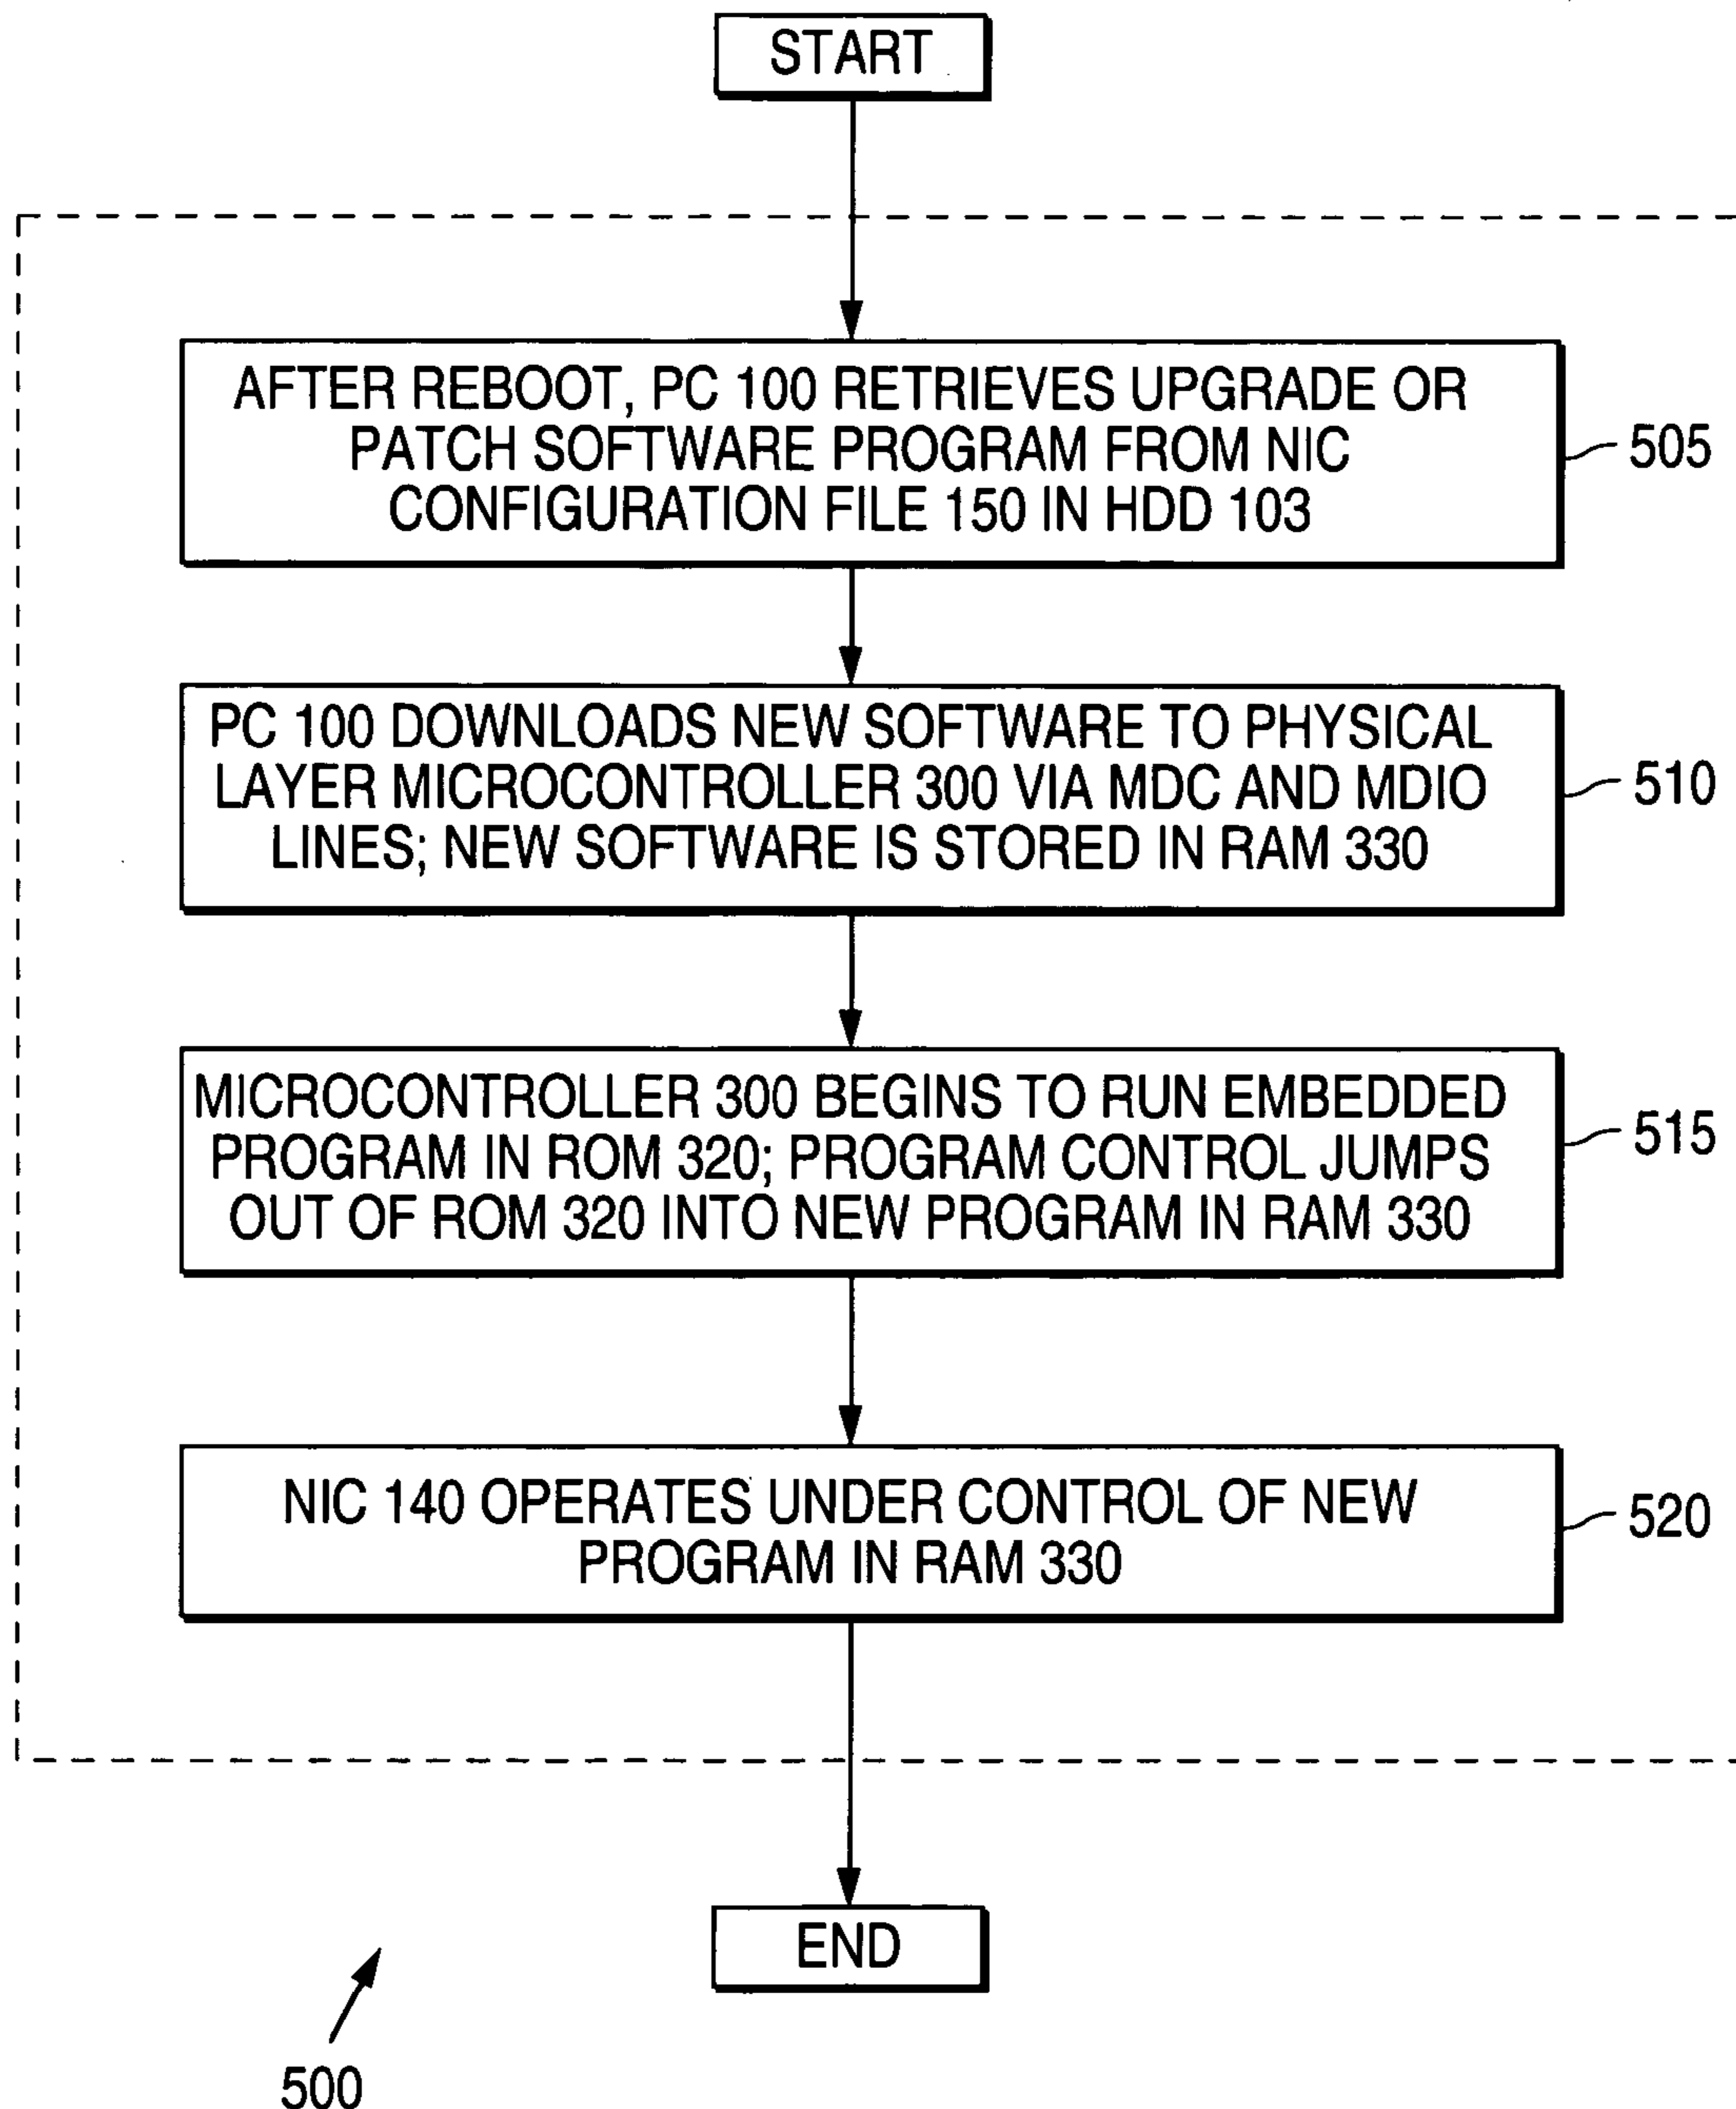 START
AFTER REBOOT, PC 100 RETRIEVES UPGRADE OR
PATCH SOFTWARE PROGRAM FROM NIC
CONFIGURATION FILE 150 IN HDD 103
505
PC 100 DOWNLOADS NEW SOFTWARE TO PHYSICAL
LAYER MICROCONTROLLER 300 VIA MDC AND MDIO
LINES; NEW SOFTWARE IS STORED IN RAM 330
510
MICROCONTROLLER 300 BEGINS TO RUN EMBEDDED
PROGRAM IN ROM 320; PROGRAM CONTROL JUMPS
OUT OF ROM 320 INTO NEW PROGRAM IN RAM 330
515
NIC 140 OPERATES UNDER CONTROL OF NEW
PROGRAM IN RAM 330
520
END
500